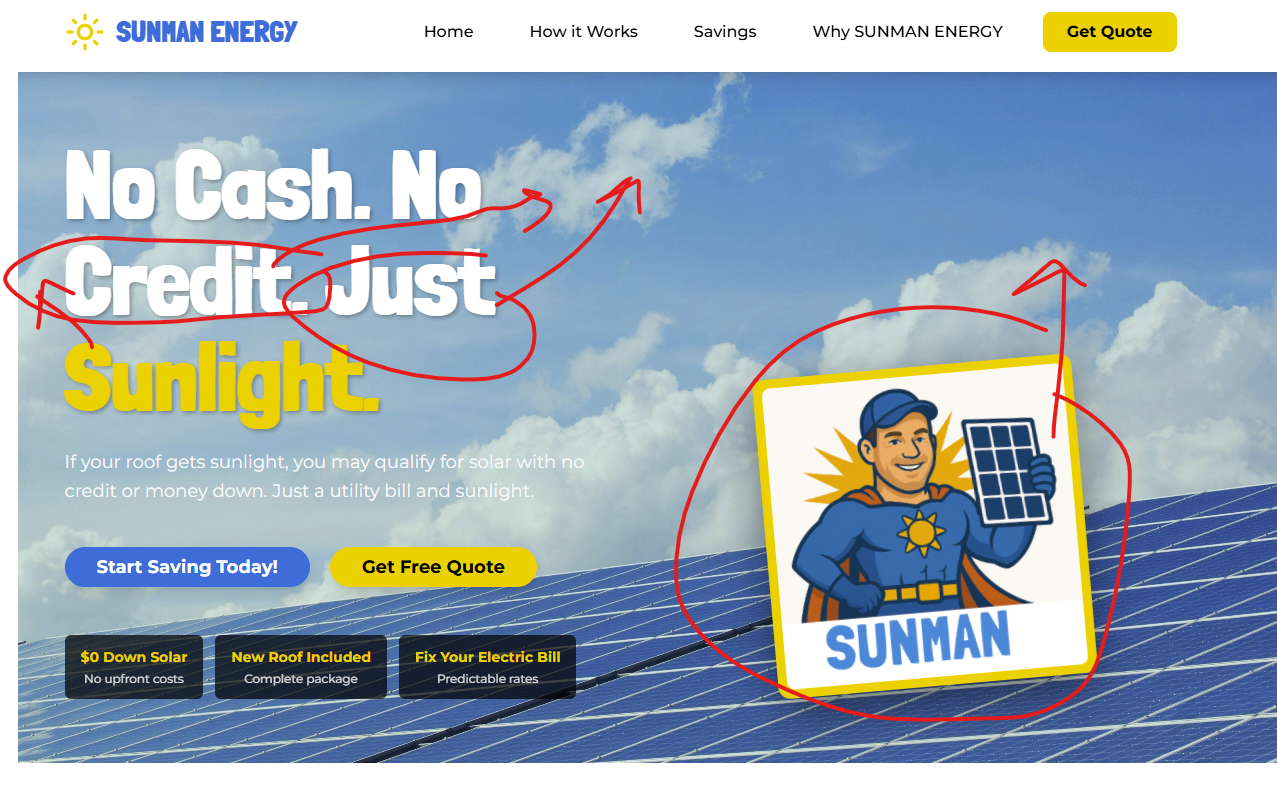 SUNMAN ENERGY
Home
How it Works
Savings
Why SUNMAN ENERGY
Get Quote
No Cash. No
Credit. Just
Sunlight.
If your roof gets sunlight, you may qualify for solar with no
credit or money down. Just a utility bill and sunlight.
Start Saving Today!
Get Free Quote
$0 Down Solar
No upfront costs
New Roof Included
Complete package
Fix Your Electric Bill
Predictable rates
SUNMAN